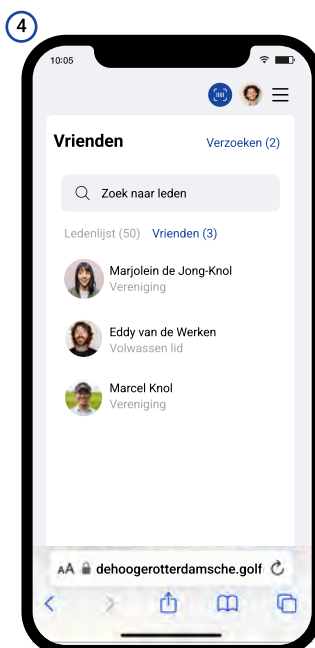 4
10:05
Vrienden
Verzoeken (2)
Zoek naar leden
Ledenlijst (50) Vrienden (3)
Marjolein de Jong-Knol
Vereniging
Eddy van de Werken
Volwassen lid
Marcel Knol
Vereniging
AA dehoogerotterdamsche.golf